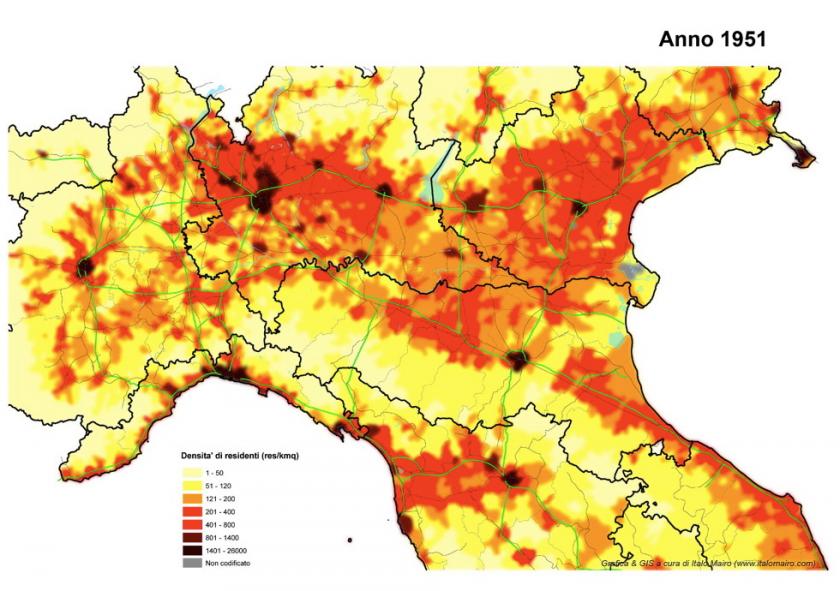 Anno 1951
Densita' di residenti (res/kmq)
1 - 50
51 - 120
121 - 200
201 - 400
401 - 800
801 - 1400
1401 - 26000
Non codificato
Grafica & GIS a cura di Italo Mairo (www.italomairo.com)